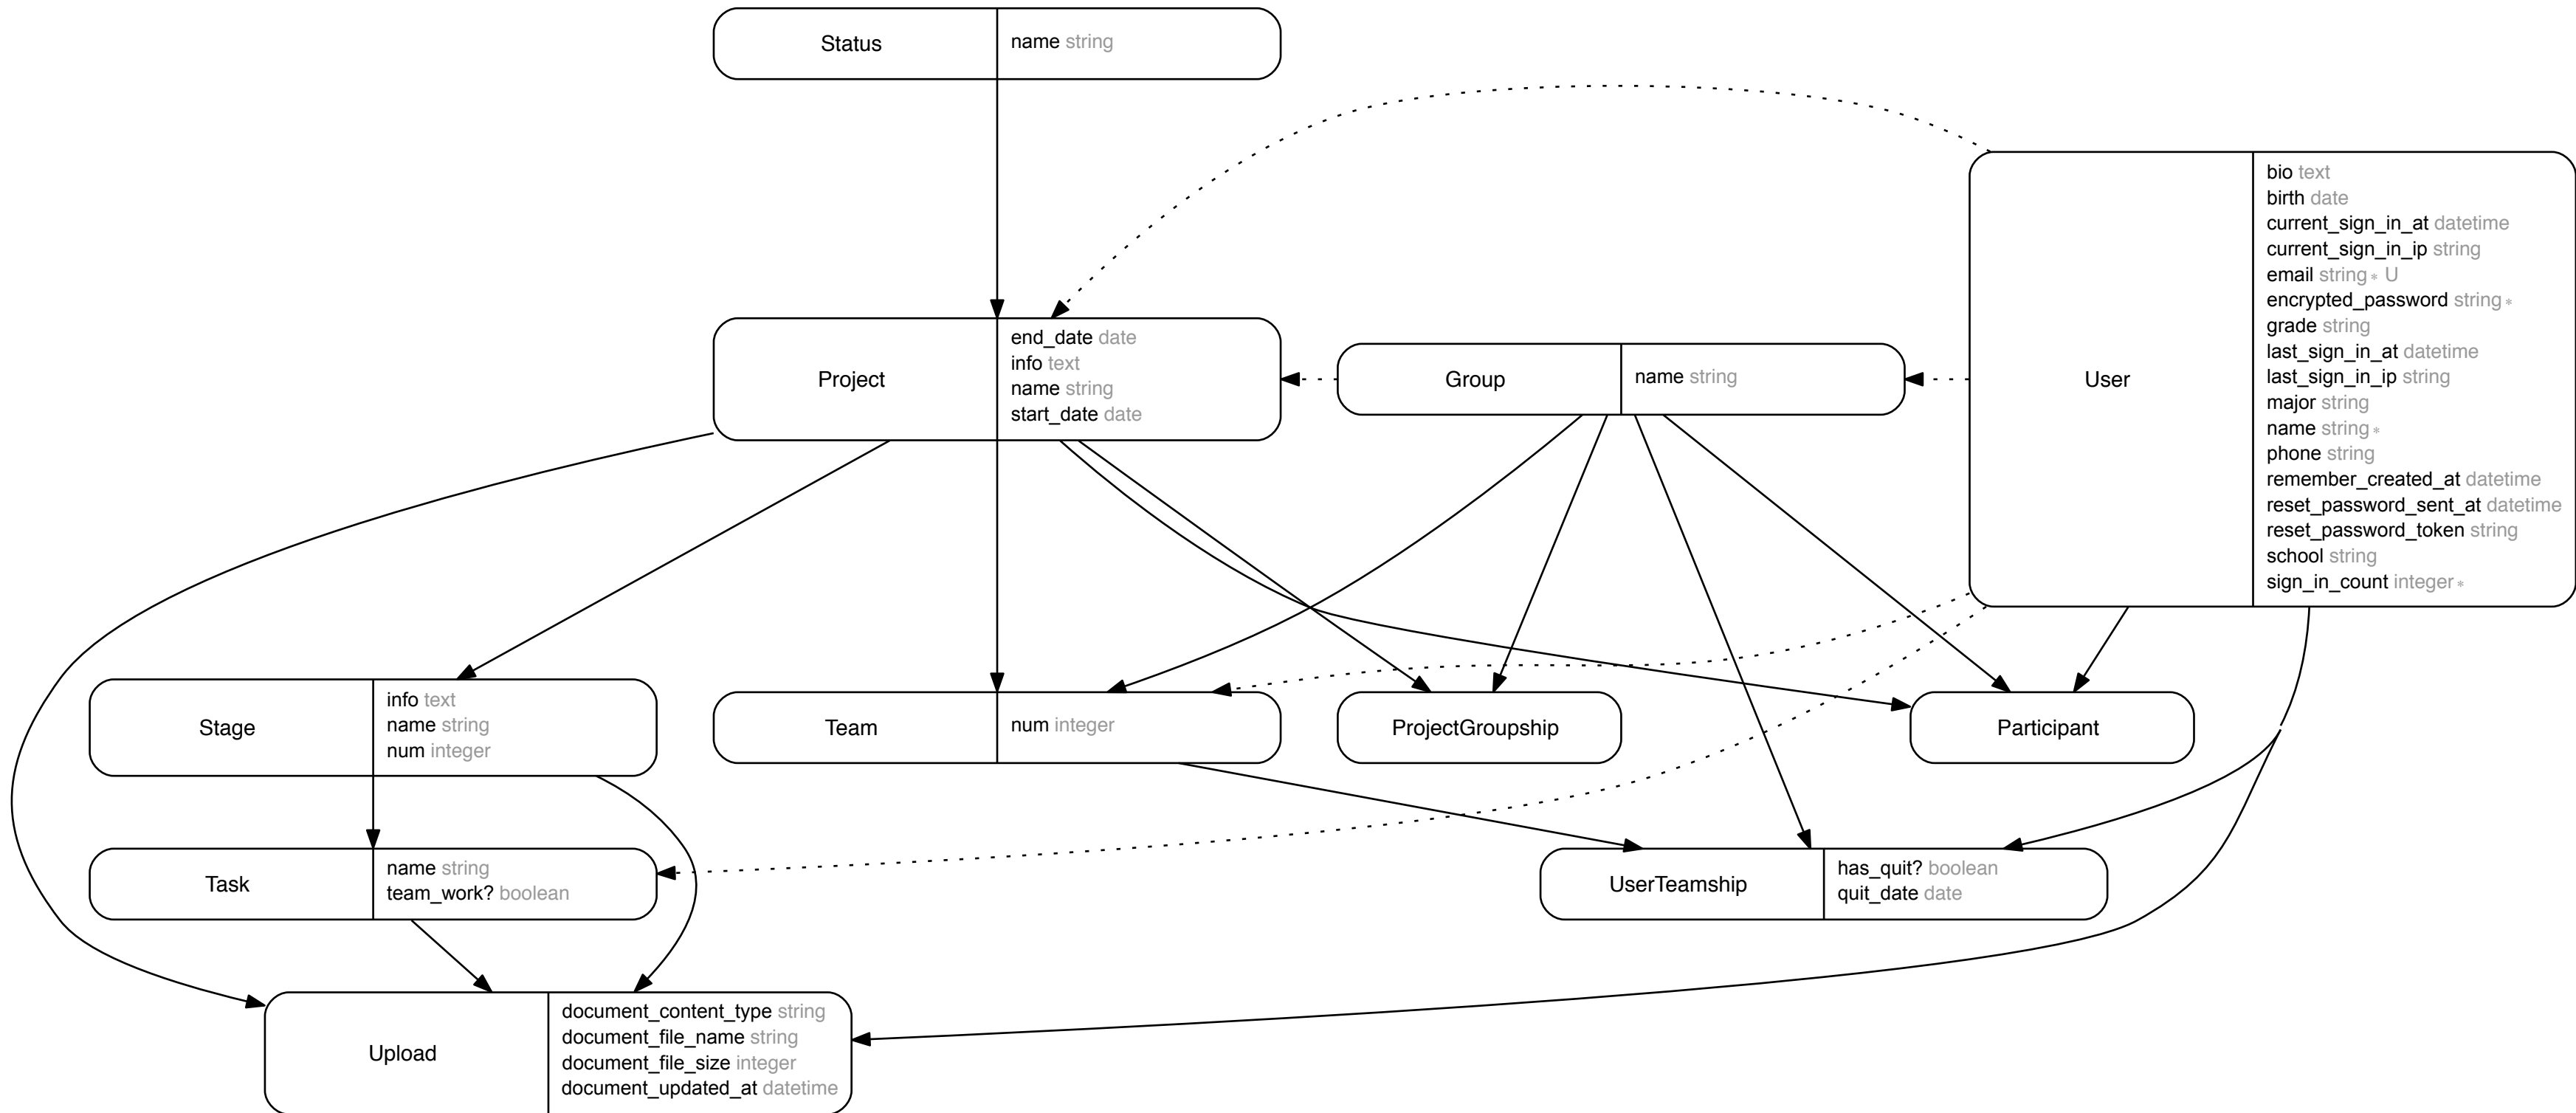 Status
name string
User
bio text
birth date
current_sign_in_at datetime
current_sign_in_ip string
email string∗ U
encrypted_password string∗
grade string
last_sign_in_at datetime
last_sign_in_ip string
major string
name string∗
phone string
remember_created_at datetime
reset_password_sent_at datetime
reset_password_token string
school string
sign_in_count integer∗
Project
end_date date
info text
name string
start_date date
Group
name string
Stage
info text
name string
num integer
Team
num integer
ProjectGroupship
Participant
Task
name string
team_work? boolean
UserTeamship
has_quit? boolean
quit_date date
Upload
document_content_type string
document_file_name string
document_file_size integer
document_updated_at datetime